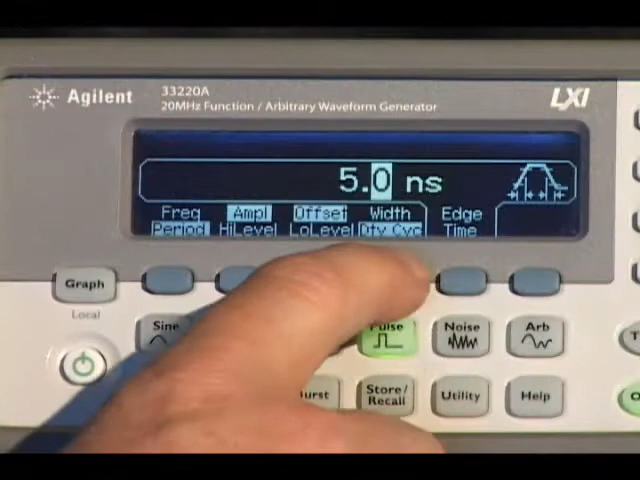 Agilent
33220A
20MHz Function / Arbitrary Waveform Generator
LXI
5.0 ns
Freq Ampl Offset Width Edge
Period HiLevel LoLevel Dty Cyc Time
Graph
Local
Sine
Pulse
Noise
Arb
Store/
Recall
Utility
Help